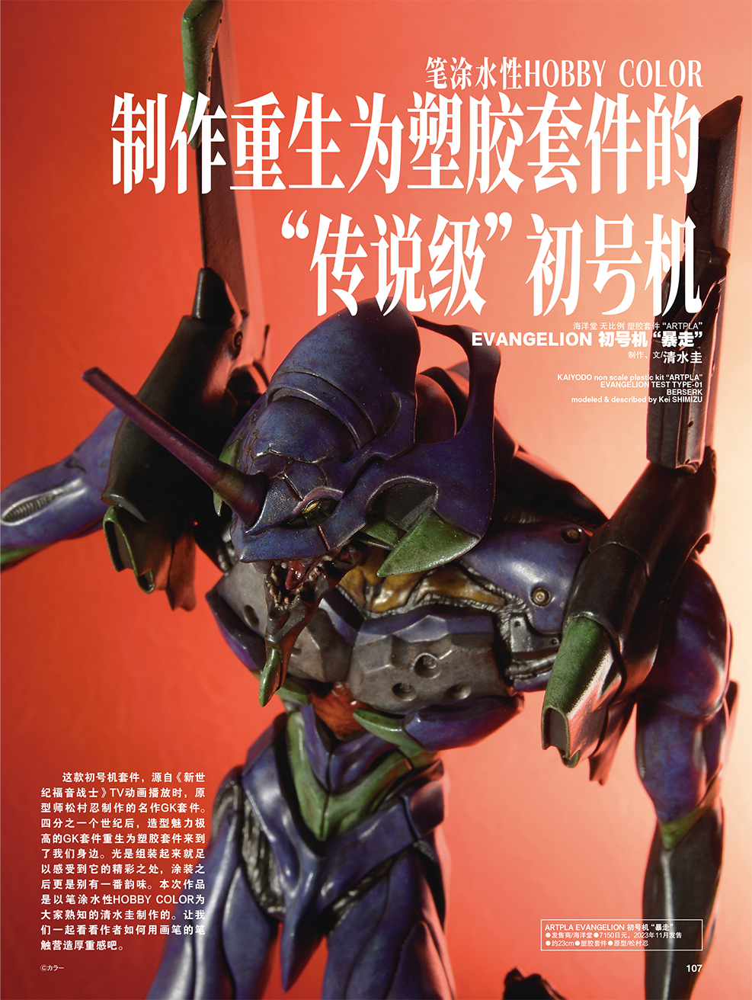 笔涂水性HOBBY COLOR
制作重生为塑胶套件的
“传说级”初号机
海洋堂 无比例 塑胶套件 “ARTPLA”
EVANGELION 初号机 “暴走”
制作、文/清水圭
KAIYODO non scale plastic kit “ARTPLA”
EVANGELION TEST TYPE-01
BERSERK
modeled & described by Kei SHIMIZU
这款初号机套件，源自《新世
纪福音战士》TV动画播放时，原
型师松村忍制作的名作GK套件。
四分之一个世纪后，造型魅力极
高的GK套件重生为塑胶套件来到
了我们身边。光是组装起来就足
以感受到它的精彩之处，涂装之
后更是别有一番韵味。本次作品
是以笔涂水性HOBBY COLOR为
大家熟知的清水圭制作的。让我
们一起看看作者如何用画笔的笔
触营造厚重感吧。
ARTPLA EVANGELION 初号机 “暴走”
●发售商/海洋堂●7150日元，2023年11月发售
●约23cm●塑胶套件●原型/松村忍
©カラー
107